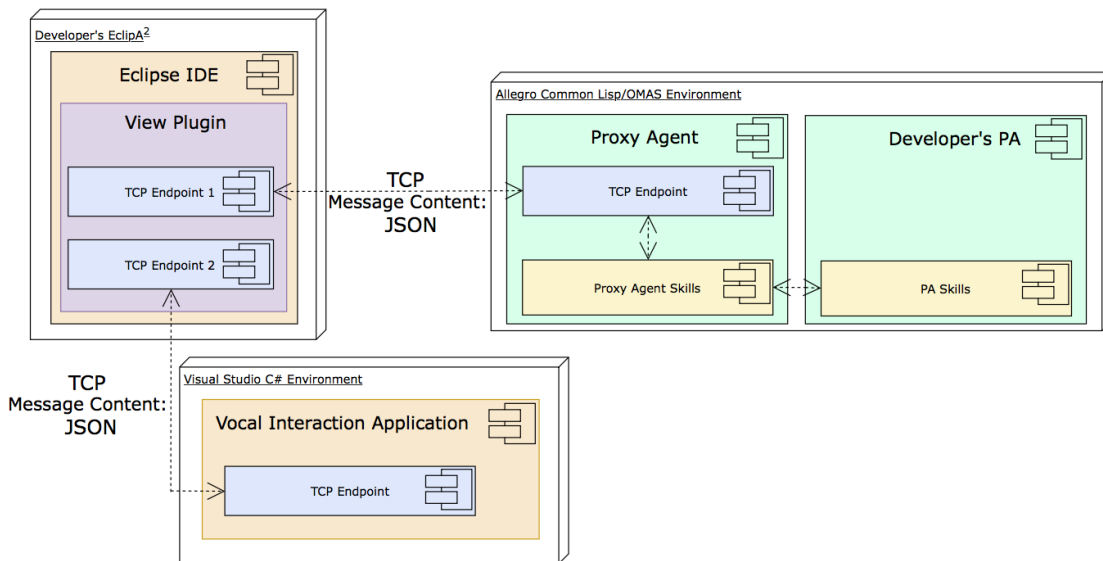 Developer's EclipA²
Eclipse IDE
View Plugin
TCP Endpoint 1
TCP Endpoint 2
TCP
Message Content:
JSON
Allegro Common Lisp/OMAS Environment
Proxy Agent
TCP Endpoint
Proxy Agent Skills
Developer's PA
PA Skills
TCP
Message Content:
JSON
Visual Studio C# Environment
Vocal Interaction Application
TCP Endpoint